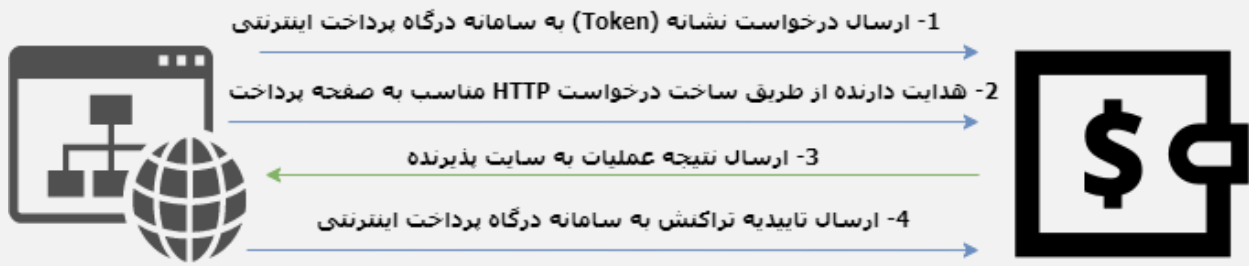 1- ارسال درخواست نشانه (Token) به سامانه درگاه پرداخت اینترنتی
2- هدایت دارنده از طریق ساخت درخواست HTTP مناسب به صفحه پرداخت
3- ارسال نتیجه عملیات به سایت پذیرنده
4- ارسال تاییدیه تراکنش به سامانه درگاه پرداخت اینترنتی
$